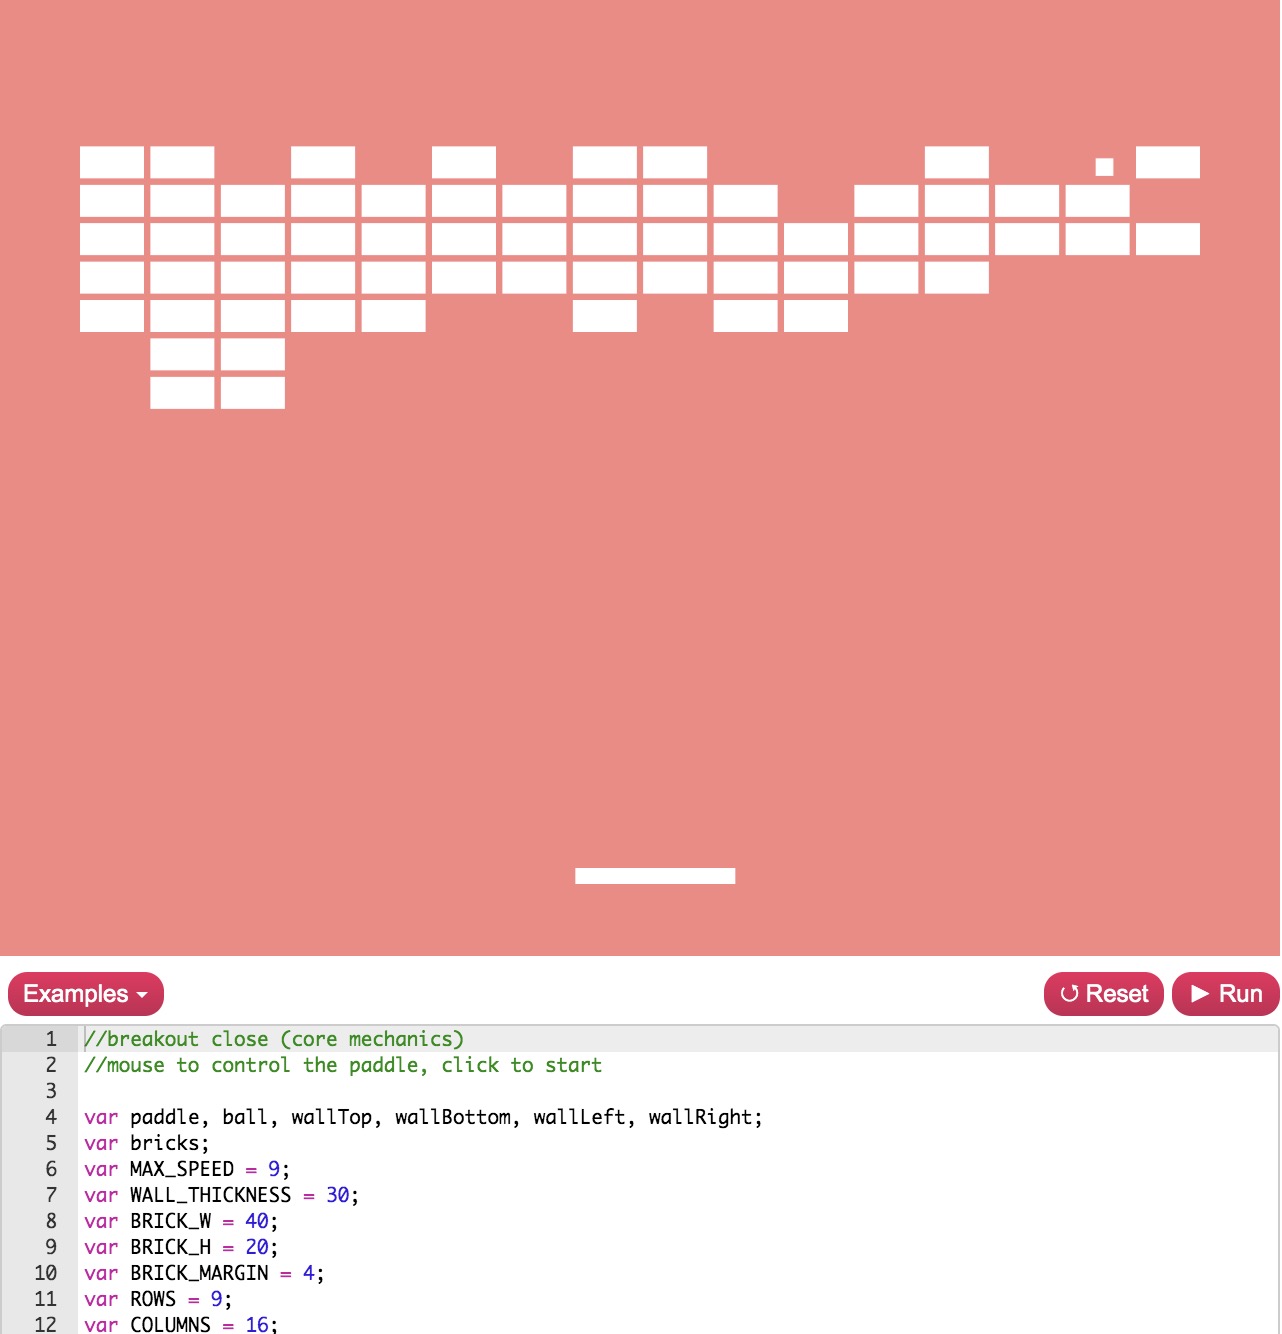 Examples
Reset
Run
1 //breakout close (core mechanics)
2 //mouse to control the paddle, click to start
3
4 var paddle, ball, wallTop, wallBottom, wallLeft, wallRight;
5 var bricks;
6 var MAX_SPEED = 9;
7 var WALL_THICKNESS = 30;
8 var BRICK_W = 40;
9 var BRICK_H = 20;
10 var BRICK_MARGIN = 4;
11 var ROWS = 9;
12 var COLUMNS = 16;